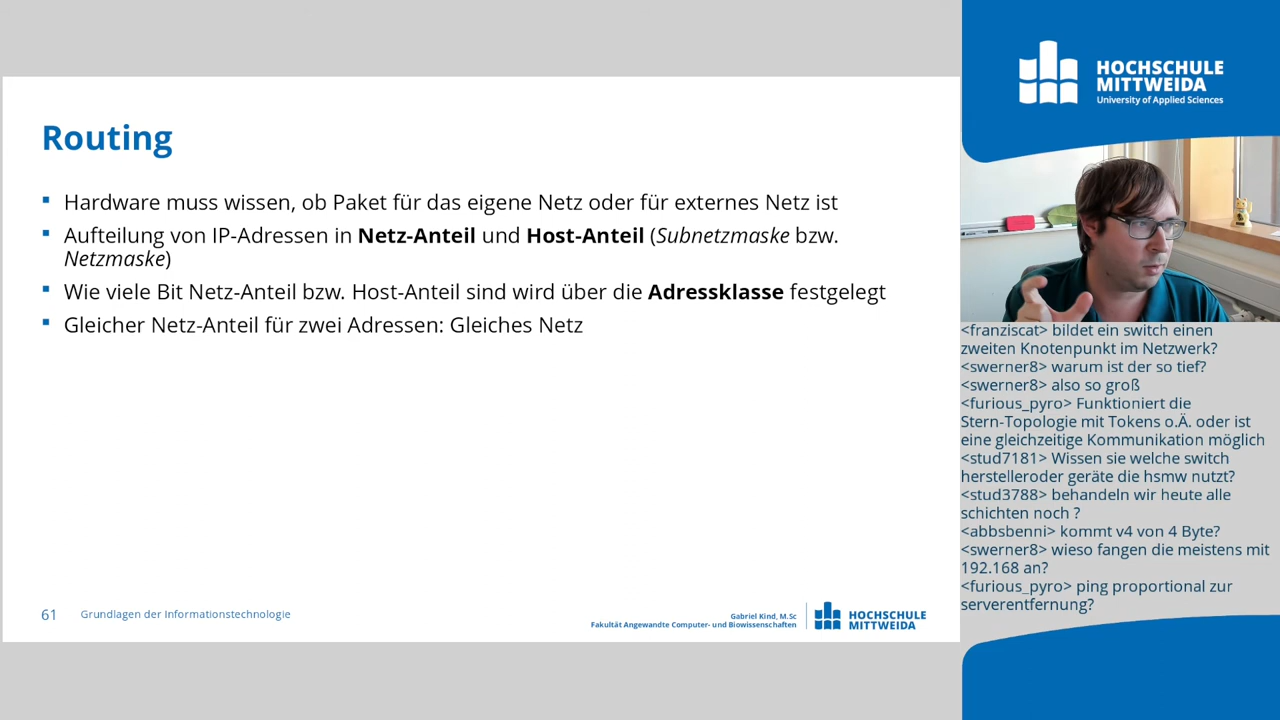 Routing
Hardware muss wissen, ob Paket für das eigene Netz oder für externes Netz ist
Aufteilung von IP-Adressen in Netz-Anteil und Host-Anteil (Subnetzmaske bzw.
Netzmaske)
Wie viele Bit Netz-Anteil bzw. Host-Anteil sind wird über die Adressklasse festgelegt
Gleicher Netz-Anteil für zwei Adressen: Gleiches Netz
61
Grundlagen der Informationstechnologie
Gabriel Kind, M.Sc
Fakultät Angewandte Computer- und Biowissenschaften
HOCHSCHULE
MITTWEIDA
HOCHSCHULE
MITTWEIDA
University of Applied Sciences
<franziscat> bildet ein switch einen
zweiten Knotenpunkt im Netzwerk?
<swerner8> warum ist der so tief?
<swerner8> also so groß
<furious_pyro> Funktioniert die
Stern-Topologie mit Tokens o.Ä. oder ist
eine gleichzeitige Kommunikation möglich
<stud7181> Wissen sie welche switch
herstelleroder geräte die hsmw nutzt?
<stud3788> behandeln wir heute alle
schichten noch ?
<abbsbenni> kommt v4 von 4 Byte?
<swerner8> wieso fangen die meistens mit
192.168 an?
<furious_pyro> ping proportional zur
serverentfernung?